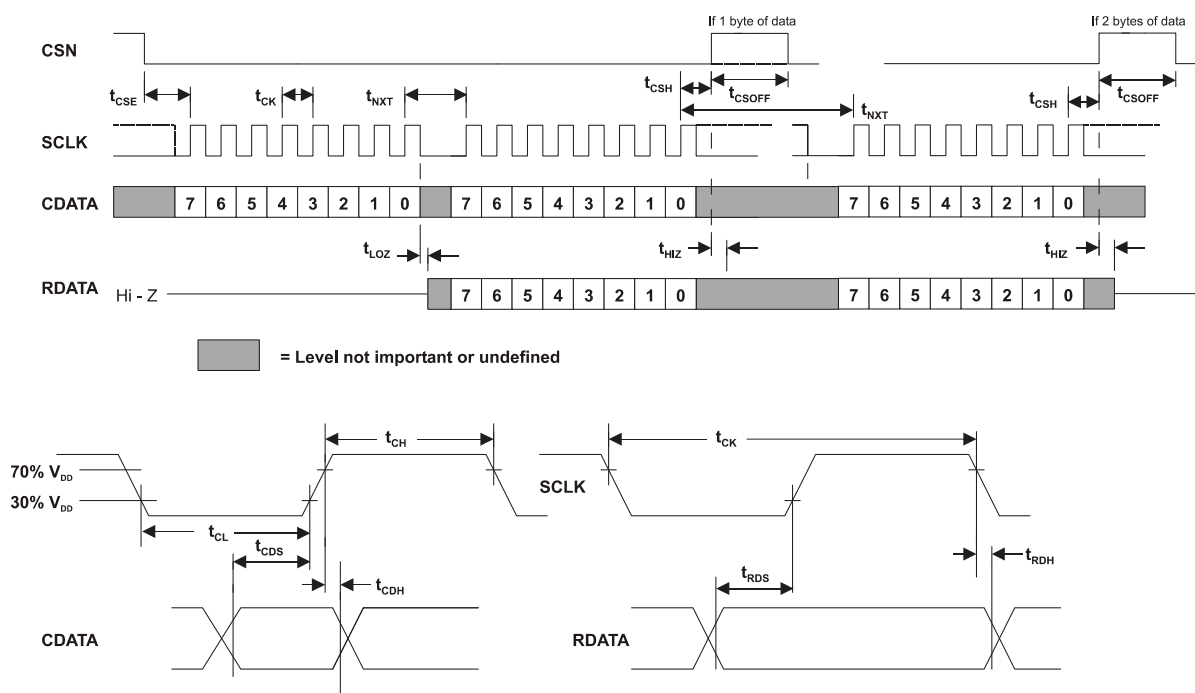 If 1 byte of data If 2 bytes of data
CSN
tCSH tCSOFF tCSH tCSOFF
tCSE tCK tNXT tNXT
SCLK
CDATA 7 6 5 4 3 2 1 0 7 6 5 4 3 2 1 0 7 6 5 4 3 2 1 0
tLOZ tHIZ tHIZ
RDATA Hi - Z 7 6 5 4 3 2 1 0 7 6 5 4 3 2 1 0
= Level not important or undefined
tCH tCK
70% VDD
SCLK
30% VDD
tCL
tCDS
tRDH
tCDH tRDS
CDATA RDATA